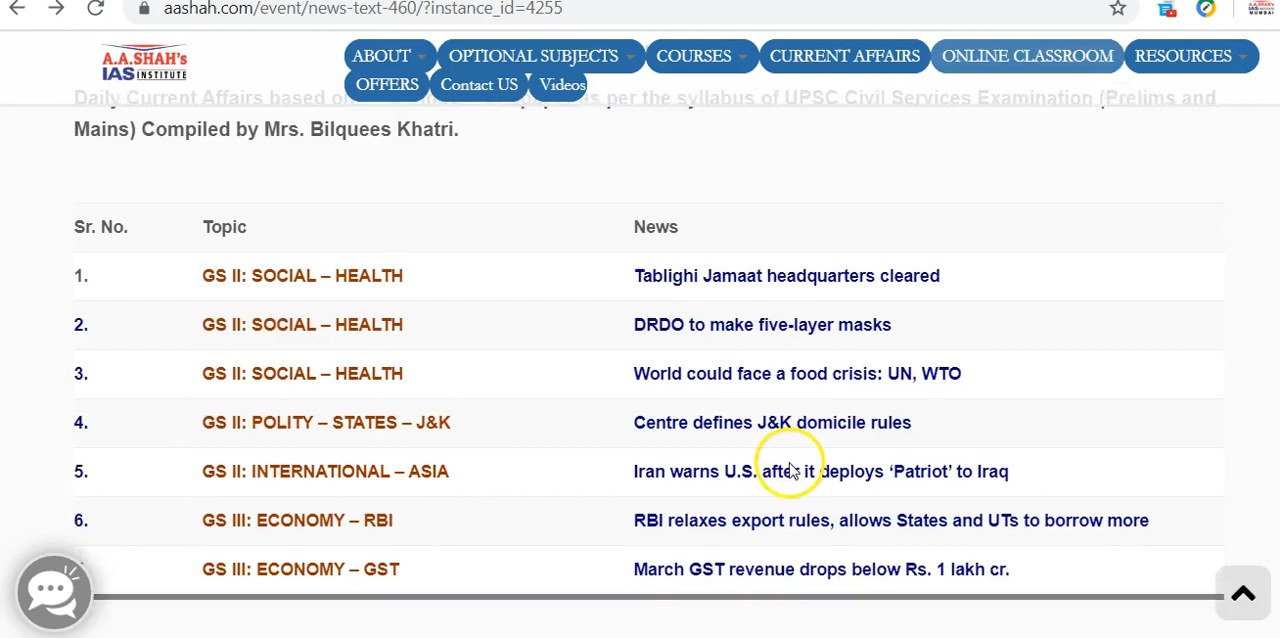 aashah.com/event/news-text-460/?instance_id=4255
A.A.SHAH's
IAS INSTITUTE
ABOUT
OPTIONAL SUBJECTS
COURSES
CURRENT AFFAIRS
ONLINE CLASSROOM
RESOURCES
OFFERS
Contact US
Videos
Daily Current Affairs based on per the syllabus of UPSC Civil Services Examination (Prelims and
Mains) Compiled by Mrs. Bilquees Khatri.
Sr. No. Topic News
1. GS II: SOCIAL – HEALTH Tablighi Jamaat headquarters cleared
2. GS II: SOCIAL – HEALTH DRDO to make five-layer masks
3. GS II: SOCIAL – HEALTH World could face a food crisis: UN, WTO
4. GS II: POLITY – STATES – J&K Centre defines J&K domicile rules
5. GS II: INTERNATIONAL – ASIA Iran warns U.S. after it deploys ‘Patriot’ to Iraq
6. GS III: ECONOMY – RBI RBI relaxes export rules, allows States and UTs to borrow more
GS III: ECONOMY – GST March GST revenue drops below Rs. 1 lakh cr.